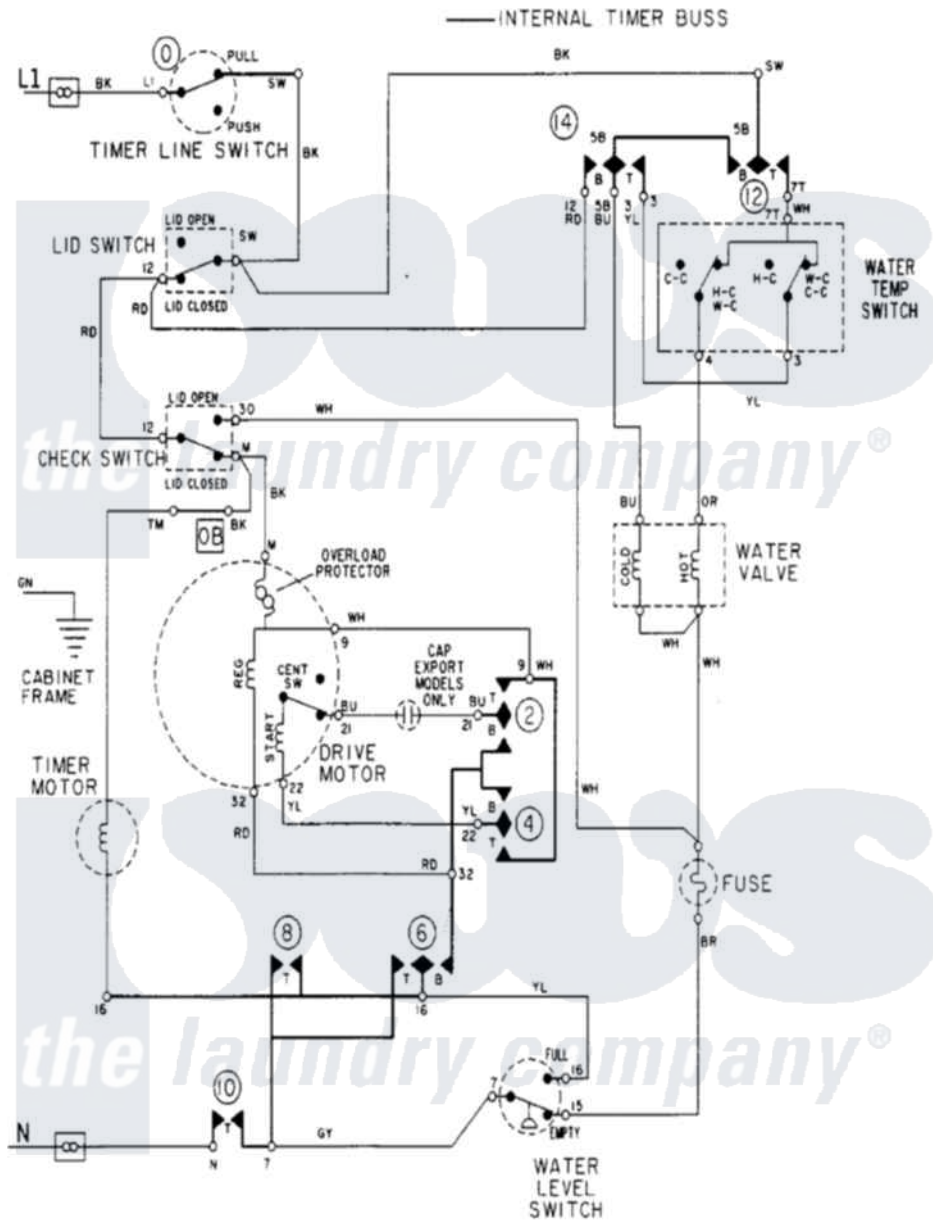 INTERNAL TIMER BUSS
0
PULL
L1
BK
L1
SW
PUSH
TIMER LINE SWITCH
BK
BK
SW
14
5B
5B
B
T
B
T
12
12
RD
5B
BU
3
YL
3
7T
7T
WH
LID OPEN
LID SWITCH
SW
12
LID CLOSED
RD
RD
C-C
H-C
W-C
H-C
W-C
C-C
WATER
TEMP
SWITCH
4
3
YL
LID OPEN
30
WH
12
CHECK SWITCH
M
LID CLOSED
BK
TM
OB
BK
the laundry company®
BU
OR
COLD
HOT
WATER
VALVE
WH
WH
M
OVERLOAD
PROTECTOR
GN
CABINET
FRAME
WH
9
REG
CENT
SW
CAP
EXPORT
MODELS
ONLY
9
WH
T
BU
21
BU
21
2
B
START
DRIVE
MOTOR
TIMER
MOTOR
32
22
YL
YL
22
B
4
T
WH
RD
RD
32
FUSE
BR
8
T
6
T
B
16
16
YL
the laundry company®
FULL
16
7
15
EMPTY
10
T
N
N
7
GY
WATER
LEVEL
SWITCH